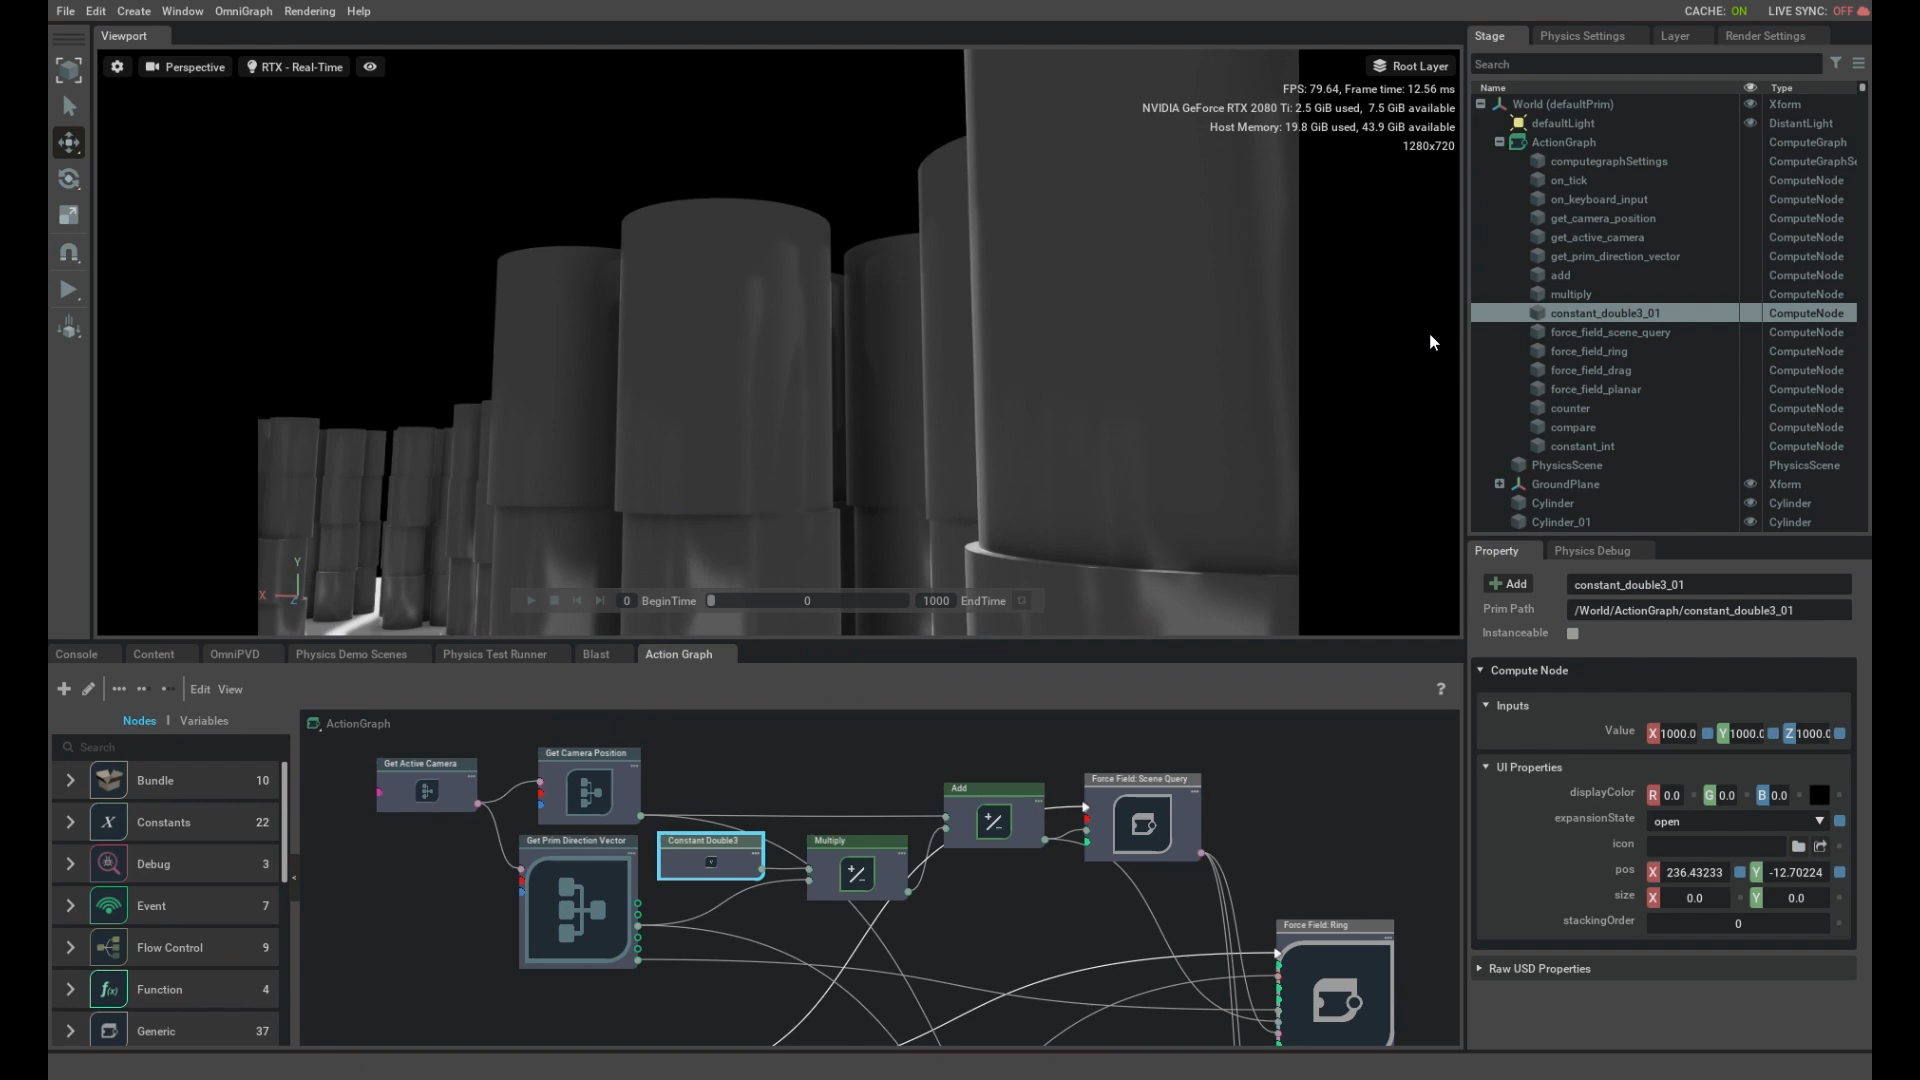 File Edit Create Window OmniGraph Rendering Help
CACHE: ON LIVE SYNC: OFF
Viewport
Perspective
RTX - Real-Time
Root Layer
FPS: 79.64, Frame time: 12.56 ms
NVIDIA GeForce RTX 2080 Ti: 2.5 GiB used, 7.5 GiB available
Host Memory: 19.8 GiB used, 43.9 GiB available
1280x720
Y
X
Z
0 BeginTime 0 1000 EndTime
Stage Physics Settings Layer Render Settings
Search
Name Type
World (defaultPrim) Xform
defaultLight DistantLight
ActionGraph ComputeGraph
computegraphSettings ComputeGraphSe
on_tick ComputeNode
on_keyboard_input ComputeNode
get_camera_position ComputeNode
get_active_camera ComputeNode
get_prim_direction_vector ComputeNode
add ComputeNode
multiply ComputeNode
constant_double3_01 ComputeNode
force_field_scene_query ComputeNode
force_field_ring ComputeNode
force_field_drag ComputeNode
force_field_planar ComputeNode
counter ComputeNode
compare ComputeNode
constant_int ComputeNode
PhysicsScene PhysicsScene
GroundPlane Xform
Cylinder Cylinder
Cylinder_01 Cylinder
Property Physics Debug
Add constant_double3_01
Prim Path /World/ActionGraph/constant_double3_01
Instanceable
Compute Node
Inputs
Value X 1000.0 Y 1000.0 Z 1000.0
UI Properties
displayColor R 0.0 G 0.0 B 0.0
expansionState open
icon
pos X 236.43233 Y -12.70224
size X 0.0 Y 0.0
stackingOrder 0
Raw USD Properties
Console Content OmniPVD Physics Demo Scenes Physics Test Runner Blast Action Graph
Edit View
?
Nodes | Variables
Search
Bundle 10
Constants 22
Debug 3
Event 7
Flow Control 9
Function 4
Generic 37
ActionGraph
Get Active Camera
Get Camera Position
Get Prim Direction Vector
Constant Double3
Multiply
Add
Force Field: Scene Query
Force Field: Ring